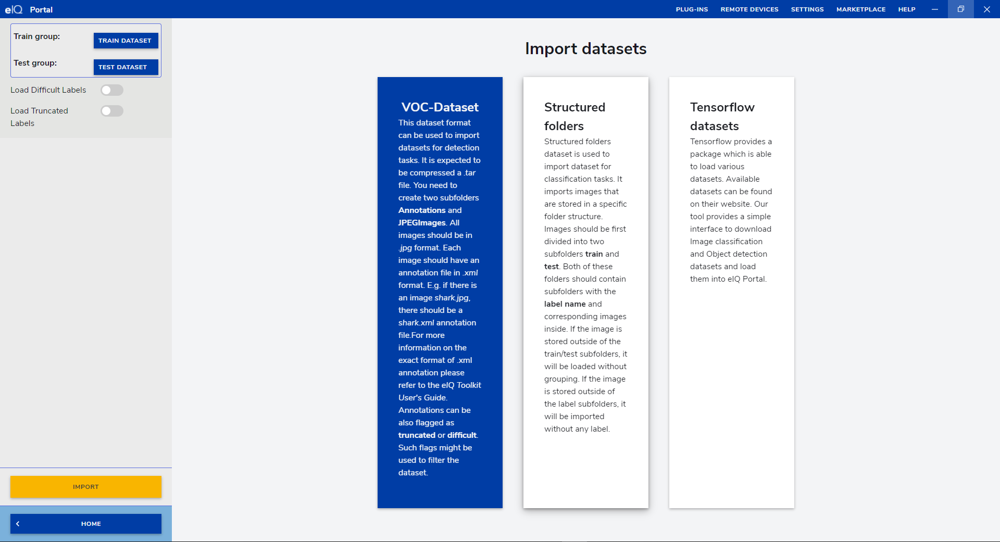 eIQ Portal
PLUG-INS REMOTE DEVICES SETTINGS MARKETPLACE HELP
Train group:
TRAIN DATASET
Test group:
TEST DATASET
Load Difficult Labels
Load Truncated
Labels
IMPORT
HOME
Import datasets
VOC-Dataset
This dataset format
can be used to import
datasets for detection
tasks. It is expected to
be compressed a .tar
file. You need to
create two subfolders
Annotations and
JPEGImages. All
images should be in
.jpg format. Each
image should have an
annotation file in .xml
format. E.g. if there is
an image shark.jpg,
there should be a
shark.xml annotation
file.For more
information on the
exact format of .xml
annotation please
refer to the eIQ Toolkit
User's Guide.
Annotations can be
also flagged as
truncated or difficult.
Such flags might be
used to filter the
dataset.
Structured
folders
Structured folders
dataset is used to
import dataset for
classification tasks. It
imports images that
are stored in a specific
folder structure.
Images should be first
divided into two
subfolders train and
test. Both of these
folders should contain
subfolders with the
label name and
corresponding images
inside. If the image is
stored outside of the
train/test subfolders, it
will be loaded without
grouping. If the image
is stored outside of
the label subfolders, it
will be imported
without any label.
Tensorflow
datasets
Tensorflow provides a
package which is able
to load various
datasets. Available
datasets can be found
on their website. Our
tool provides a simple
interface to download
Image classification
and Object detection
datasets and load
them into eIQ Portal.